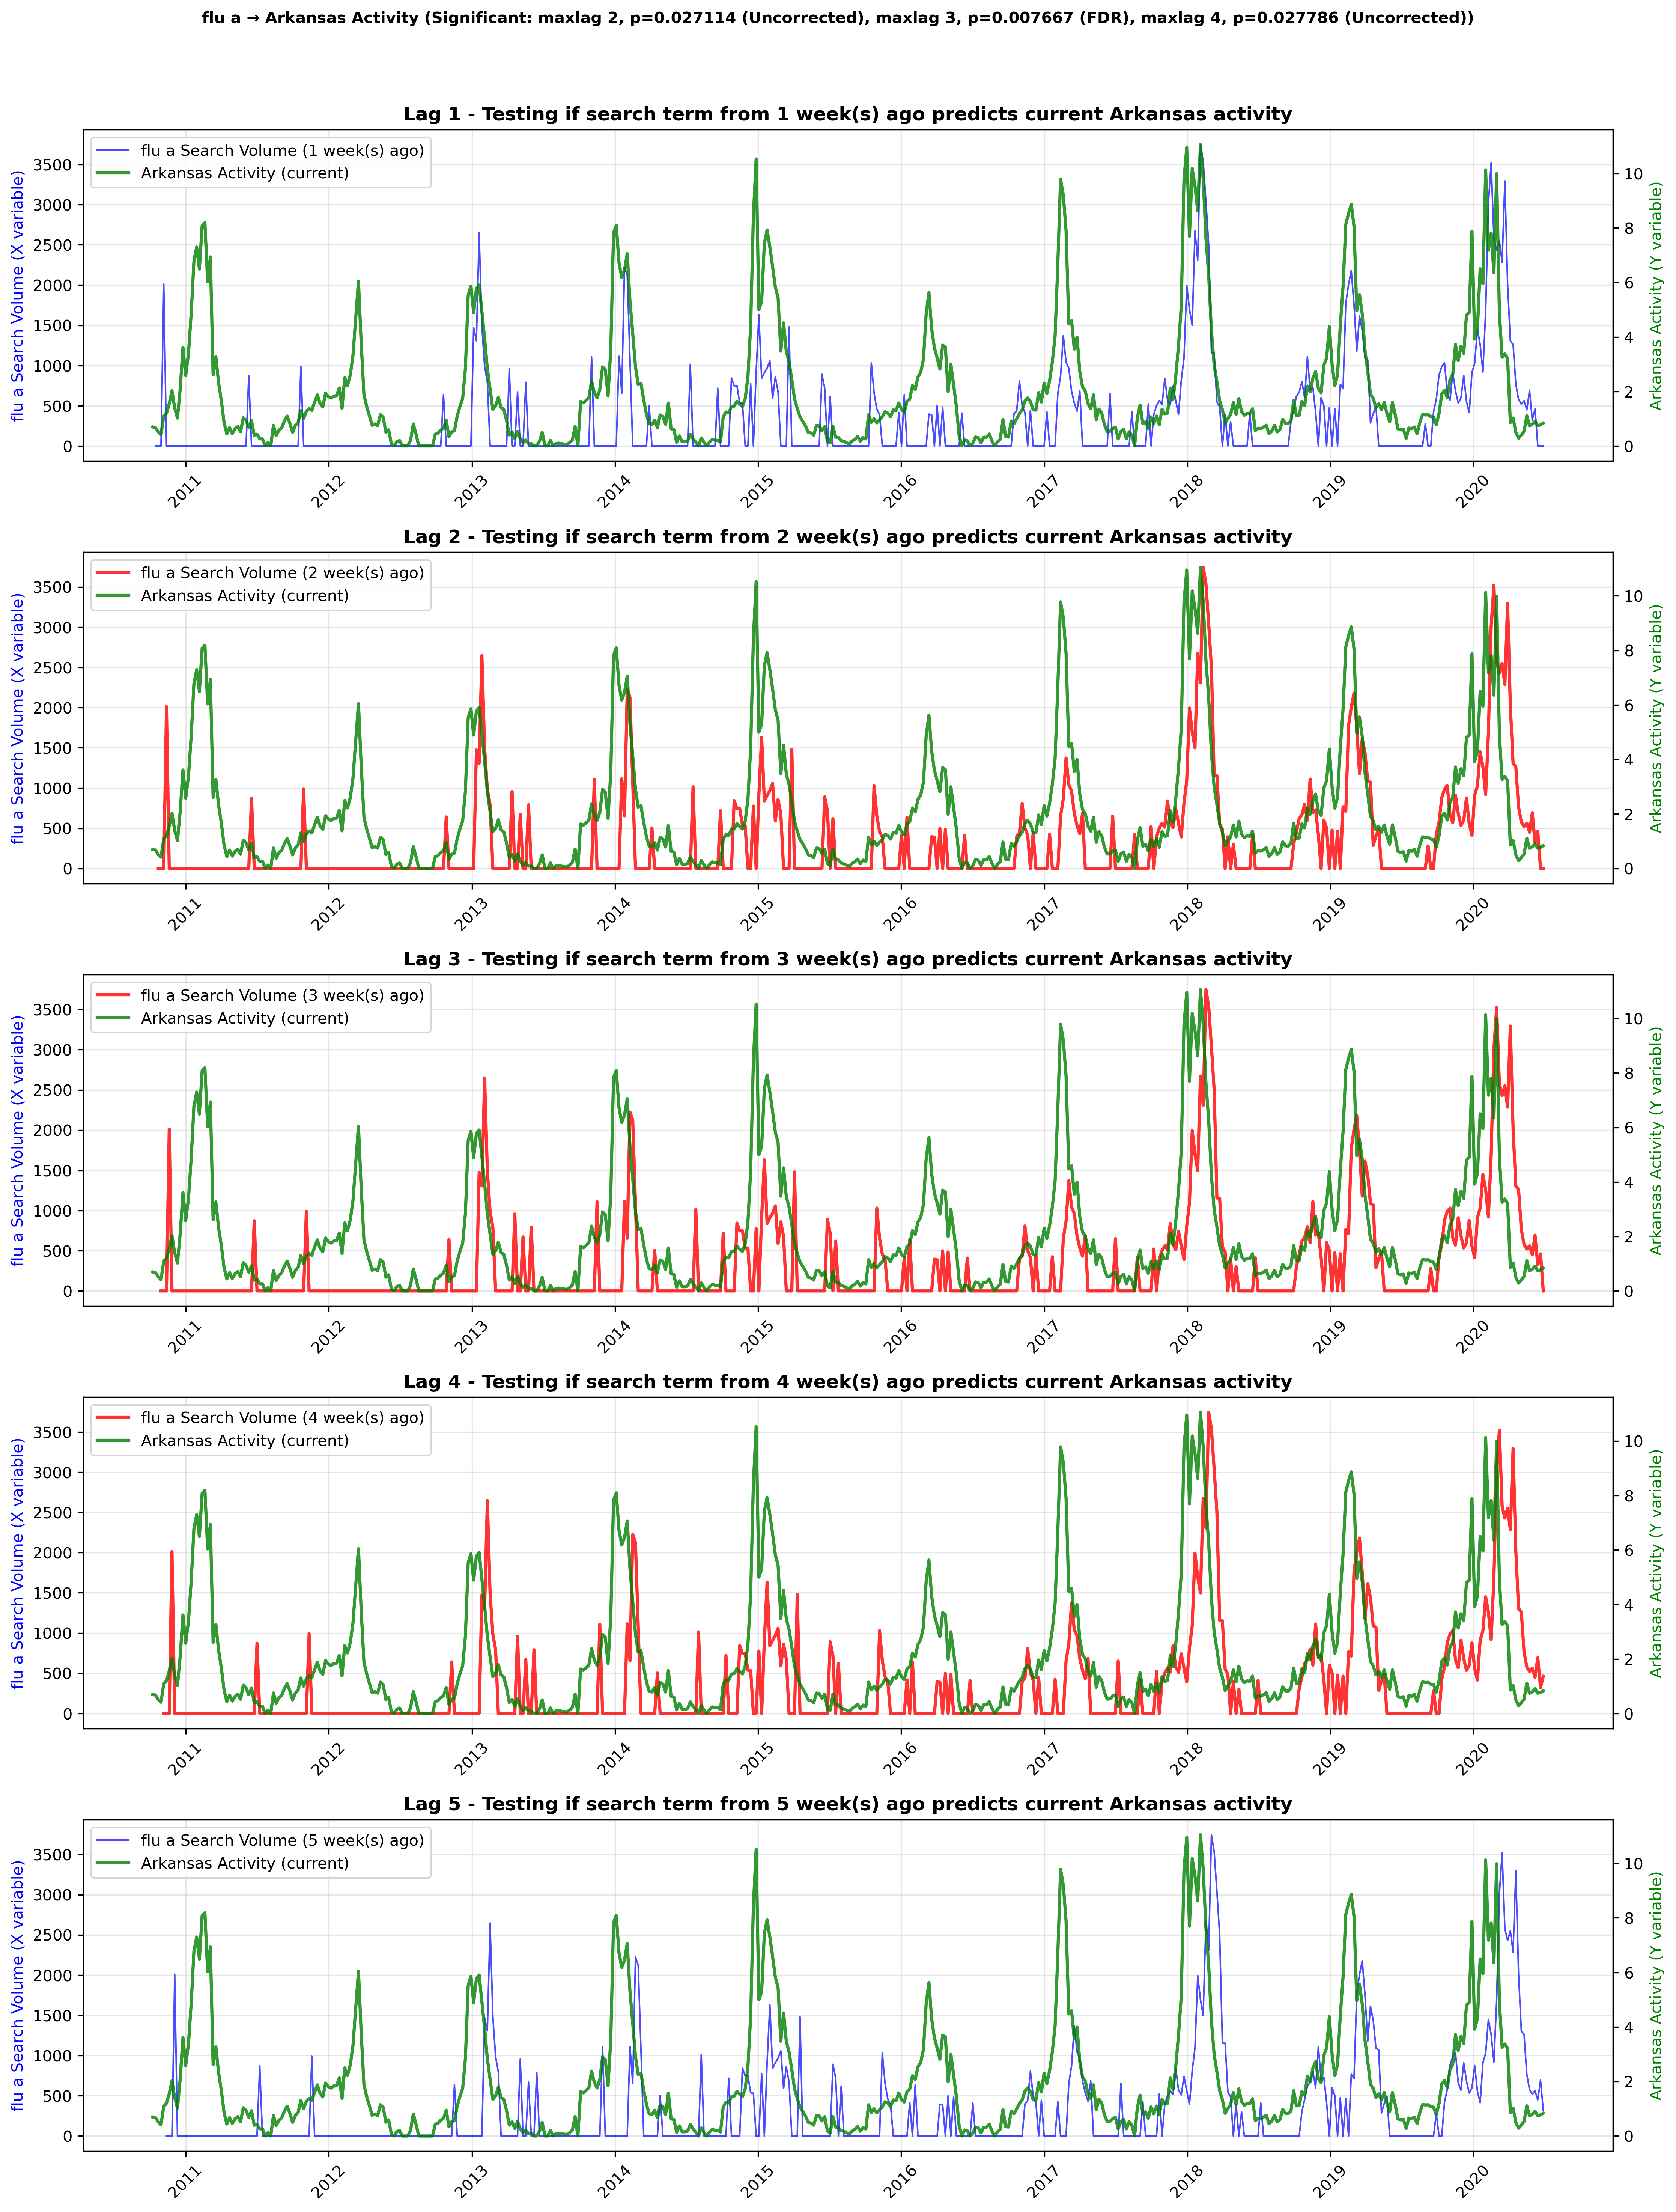 flu a → Arkansas Activity (Significant: maxlag 2, p=0.027114 (Uncorrected), maxlag 3, p=0.007667 (FDR), maxlag 4, p=0.027786 (Uncorrected))
Lag 1 - Testing if search term from 1 week(s) ago predicts current Arkansas activity
flu a Search Volume (1 week(s) ago)
Arkansas Activity (current)
flu a Search Volume (X variable)
3500
3000
2500
2000
1500
1000
500
0
10
8
6
4
2
0
Arkansas Activity (Y variable)
2011 2012 2013 2014 2015 2016 2017 2018 2019 2020
Lag 2 - Testing if search term from 2 week(s) ago predicts current Arkansas activity
flu a Search Volume (2 week(s) ago)
Arkansas Activity (current)
flu a Search Volume (X variable)
3500
3000
2500
2000
1500
1000
500
0
10
8
6
4
2
0
Arkansas Activity (Y variable)
2011 2012 2013 2014 2015 2016 2017 2018 2019 2020
Lag 3 - Testing if search term from 3 week(s) ago predicts current Arkansas activity
flu a Search Volume (3 week(s) ago)
Arkansas Activity (current)
flu a Search Volume (X variable)
3500
3000
2500
2000
1500
1000
500
0
10
8
6
4
2
0
Arkansas Activity (Y variable)
2011 2012 2013 2014 2015 2016 2017 2018 2019 2020
Lag 4 - Testing if search term from 4 week(s) ago predicts current Arkansas activity
flu a Search Volume (4 week(s) ago)
Arkansas Activity (current)
flu a Search Volume (X variable)
3500
3000
2500
2000
1500
1000
500
0
10
8
6
4
2
0
Arkansas Activity (Y variable)
2011 2012 2013 2014 2015 2016 2017 2018 2019 2020
Lag 5 - Testing if search term from 5 week(s) ago predicts current Arkansas activity
flu a Search Volume (5 week(s) ago)
Arkansas Activity (current)
flu a Search Volume (X variable)
3500
3000
2500
2000
1500
1000
500
0
10
8
6
4
2
0
Arkansas Activity (Y variable)
2011 2012 2013 2014 2015 2016 2017 2018 2019 2020